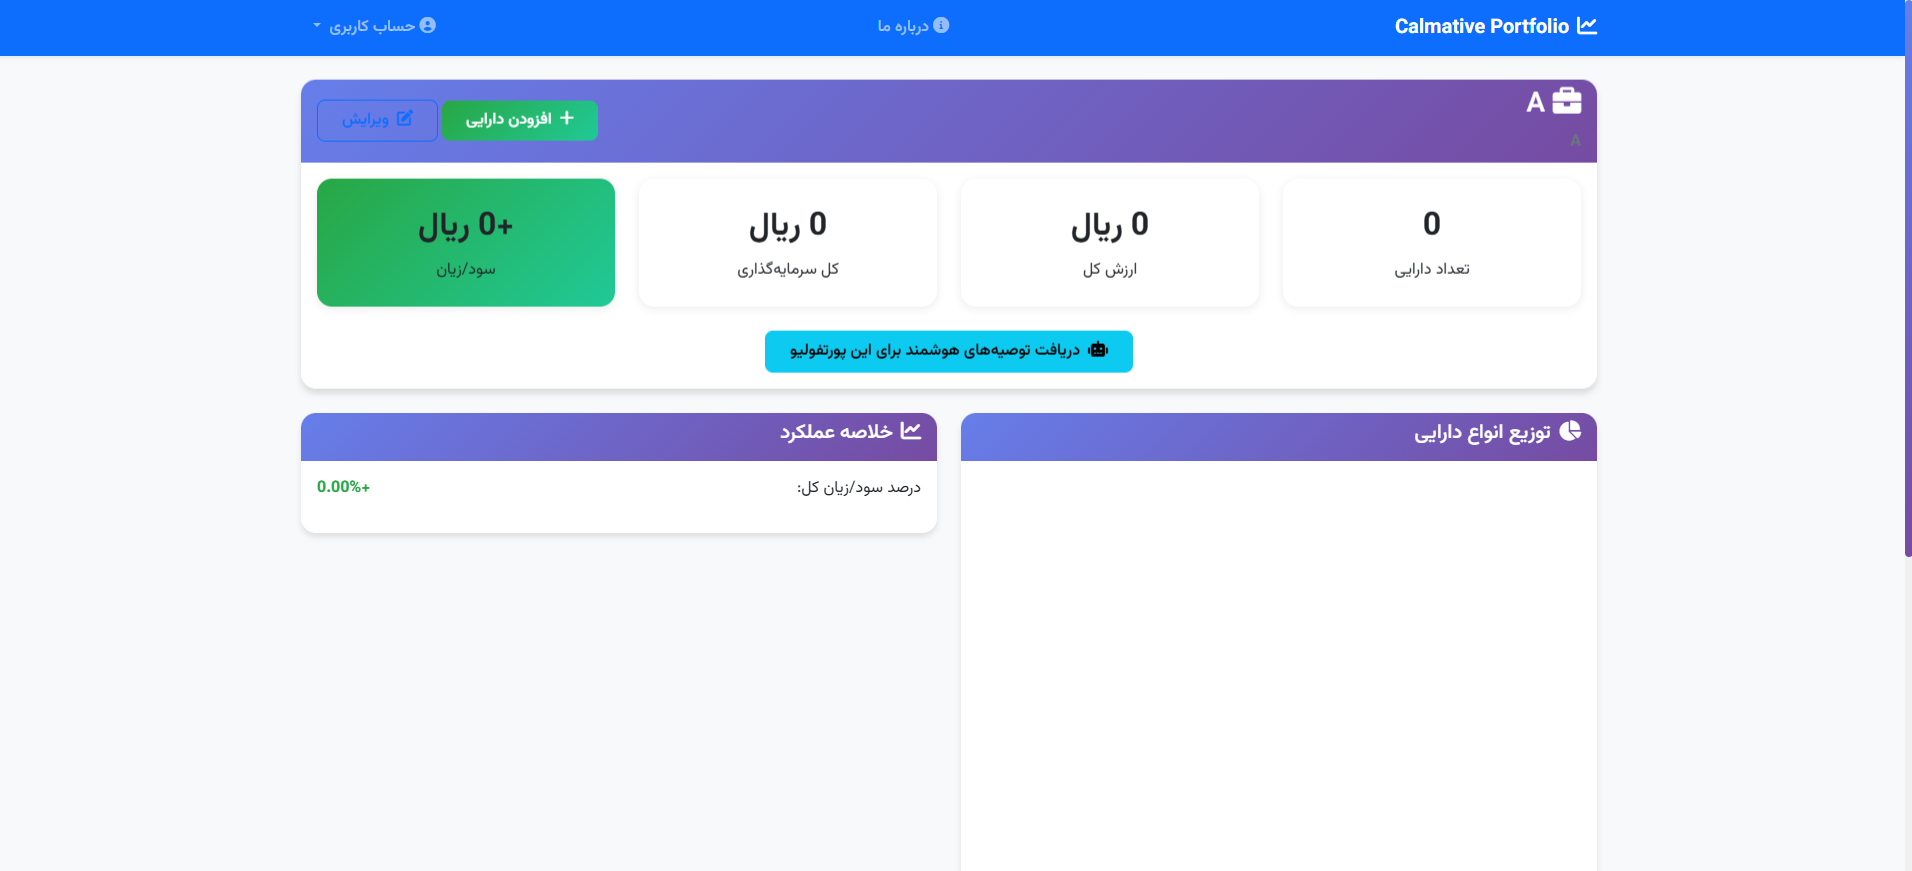 Calmative Portfolio
درباره ما
حساب کاربری
A
A
افزودن دارایی
ویرایش
0
تعداد دارایی
0 ریال
ارزش کل
0 ریال
کل سرمایه‌گذاری
+0 ریال
سود/زیان
دریافت توصیه‌های هوشمند برای این پورتفولیو
توزیع انواع دارایی
خلاصه عملکرد
درصد سود/زیان کل:
+0.00%